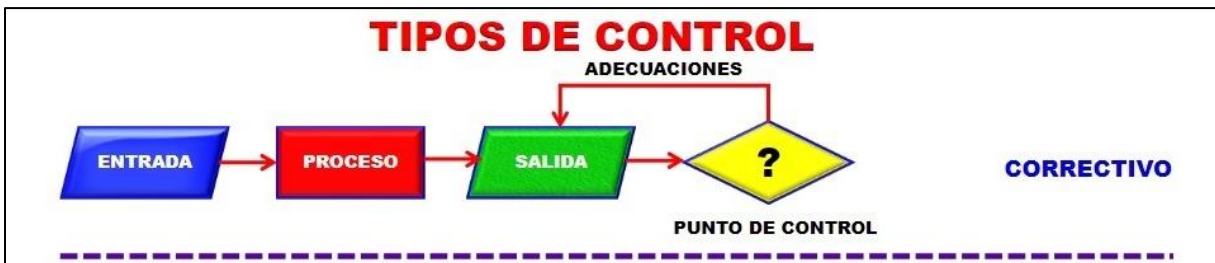 TIPOS DE CONTROL
ADECUACIONES
ENTRADA
PROCESO
SALIDA
?
CORRECTIVO
PUNTO DE CONTROL